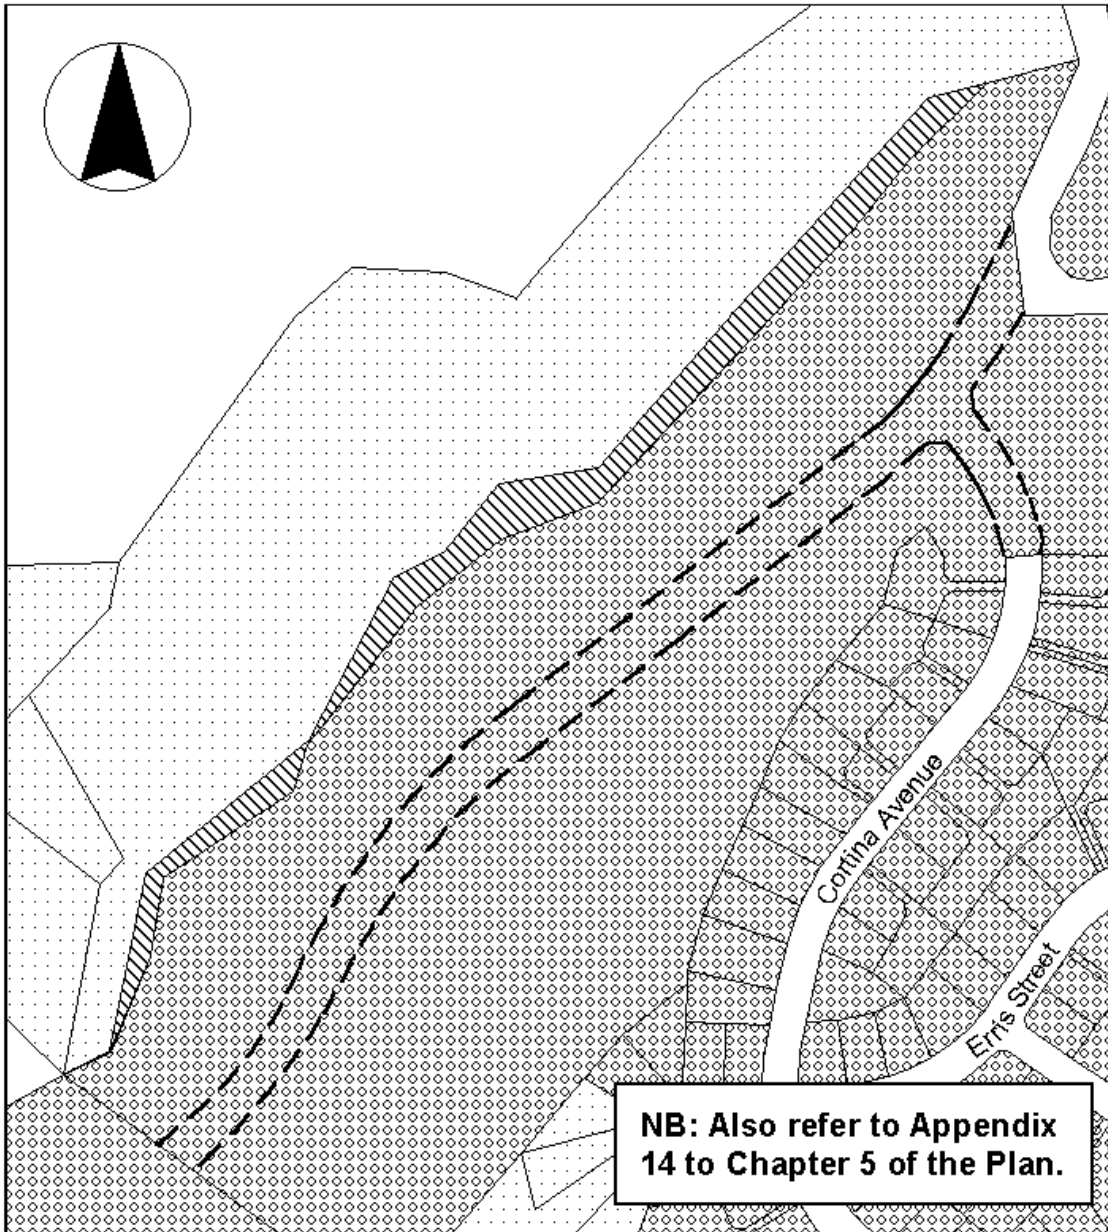 Cortina Avenue
Erris Street
NB: Also refer to Appendix
14 to Chapter 5 of the Plan.